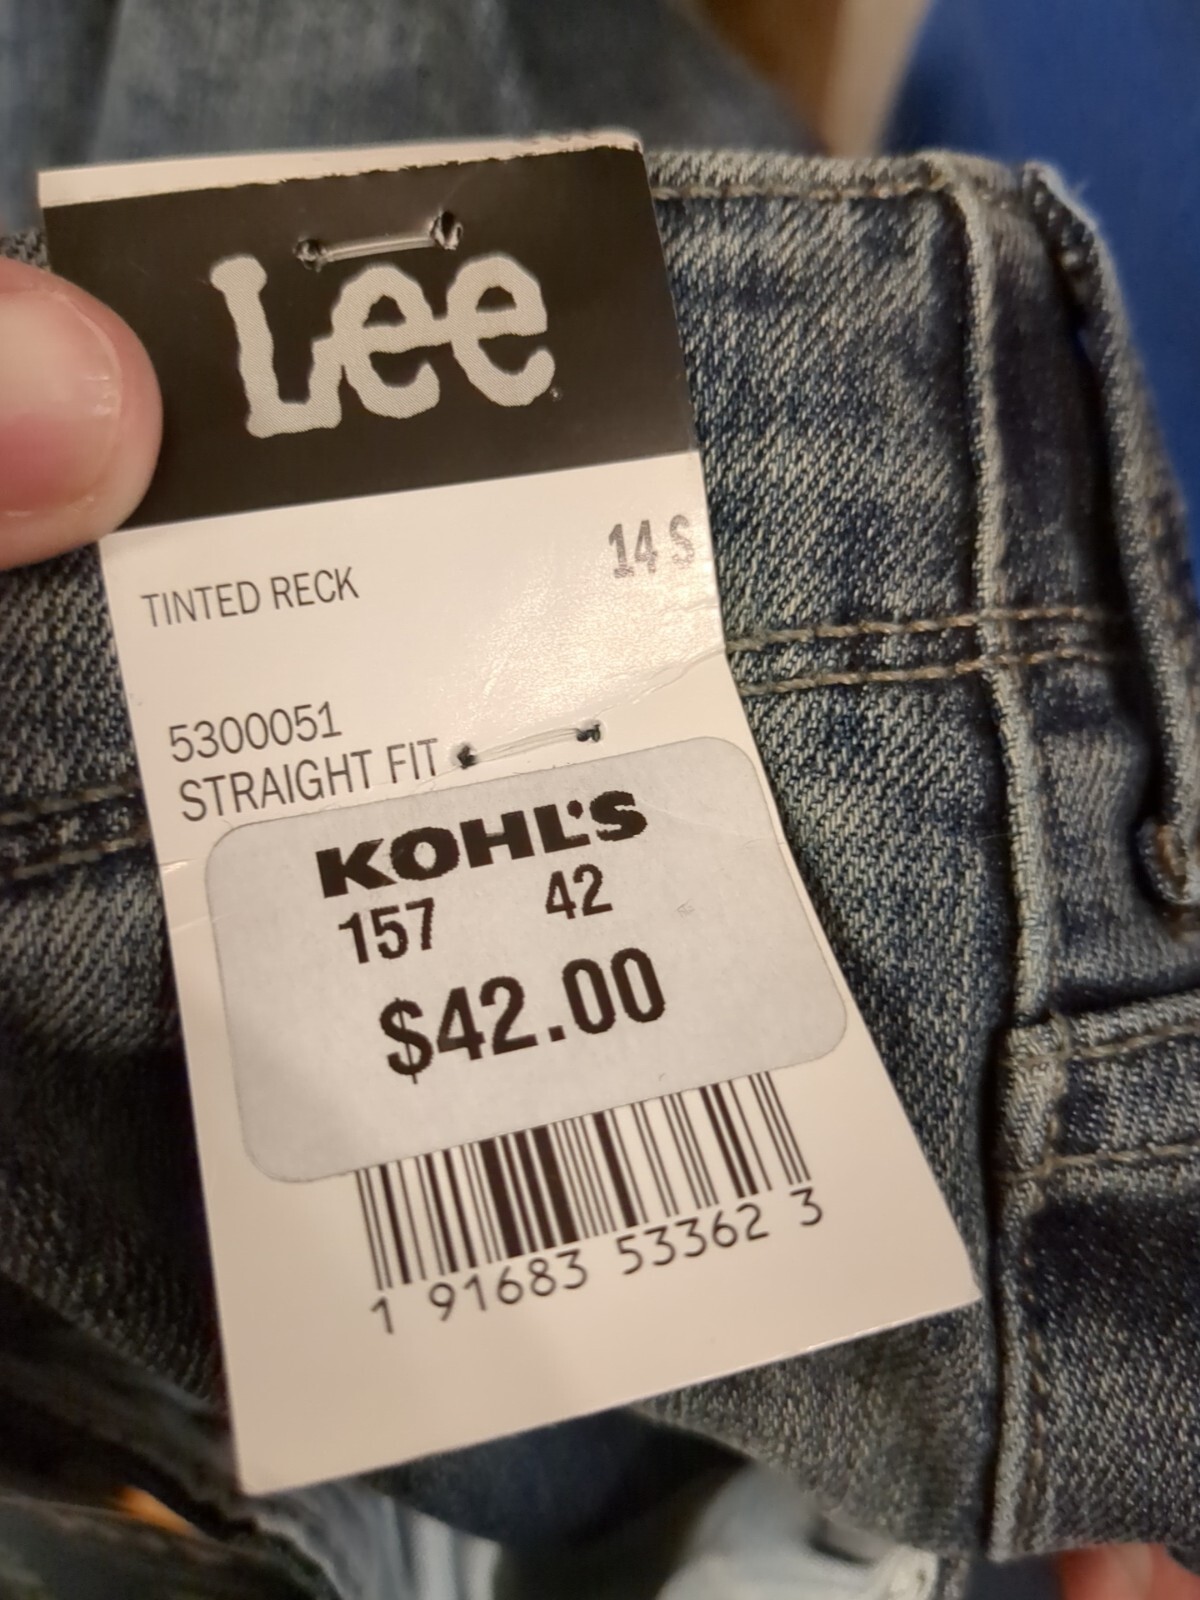 Lee
14 S
TINTED RECK
5300051
STRAIGHT FIT
KOHL'S
157 42
$42.00
1 91683 53362 3